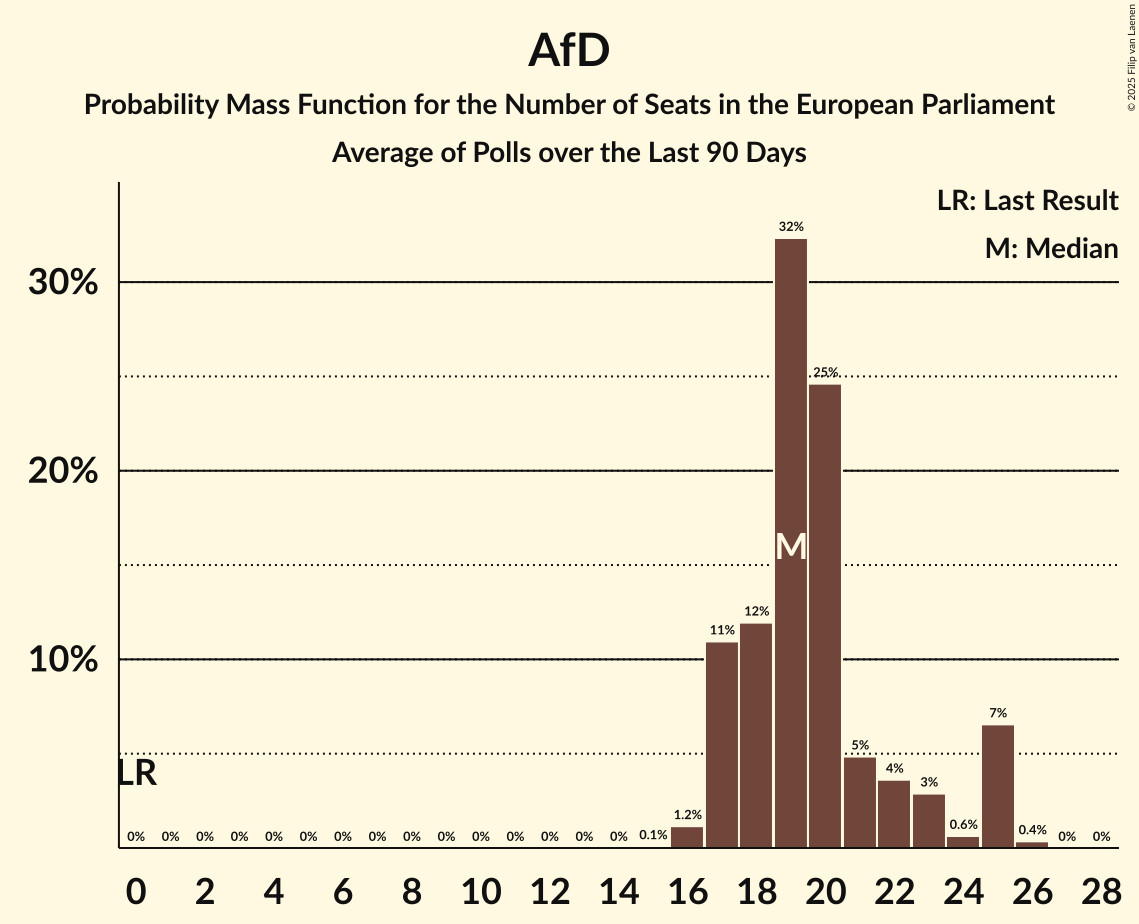 © 2025 Filip van Laenen
AfD
Probability Mass Function for the Number of Seats in the European Parliament
Average of Polls over the Last 90 Days
LR: Last Result
M: Median
30%
20%
10%
32%
25%
M
12%
11%
7%
5%
4%
3%
LR
0% 0% 0% 0% 0% 0% 0% 0% 0% 0% 0% 0% 0% 0% 0% 0.1% 1.2% 0.6% 0.4% 0% 0%
0 2 4 6 8 10 12 14 16 18 20 22 24 26 28